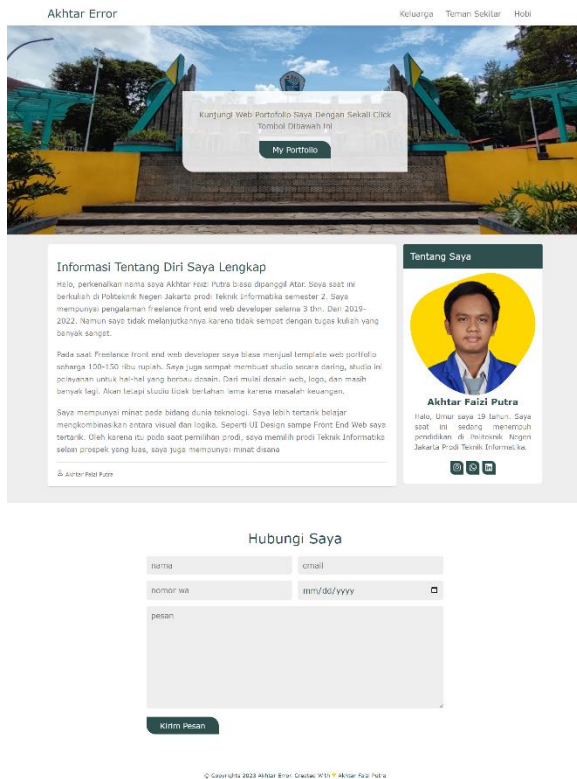 Akhtar Error
Keluarga Teman Sekitar Hobi
Kunjungi Web Portofolio Saya Dengan Sekali Click
Tombol Dibawah Ini
My Portfolio
Informasi Tentang Diri Saya Lengkap
Halo, perkenalkan nama saya Akhtar Faizi Putra biasa dipanggil Atar. Saya saat ini
berkuliah di Politeknik Negeri Jakarta prodi Teknik Informatika semester 2. Saya
mempunyai pengalaman freelance front end web developer selama 3 thn. Dari 2019-
2022. Namun saya tidak melanjutkannya karena tidak sempat dengan tugas kuliah yang
banyak sangat.
Pada saat Freelance front end web developer saya biasa menjual template web portfolio
seharga 100-150 ribu rupiah. Saya juga sempat membuat studio secara daring, studio ini
pelayanan untuk hal-hal yang berbau desain. Dari mulai desain web, logo, dan masih
banyak lagi. Akan tetapi studio tidak bertahan lama karena masalah keuangan.
Saya mempunyai minat pada bidang dunia teknologi. Saya lebih tertarik belajar
mengkombinasikan antara visual dan logika. Seperti UI Design sampe Front End Web saya
tertarik. Oleh karena itu pada saat pemilihan prodi, saya memilih prodi Teknik Informatika
selain prospek yang luas, saya juga mempunyai minat disana
Akhtar Faizi Putra
Tentang Saya
Akhtar Faizi Putra
Halo, Umur saya 19 tahun. Saya
saat ini sedang menempuh
pendidikan di Politeknik Negeri
Jakarta Prodi Teknik Informatika.
Hubungi Saya
nama
email
nomor wa
mm/dd/yyyy
pesan
Kirim Pesan
© Copyrights 2023 Akhtar Error. Creates With 💛 Akhtar Faizi Putra